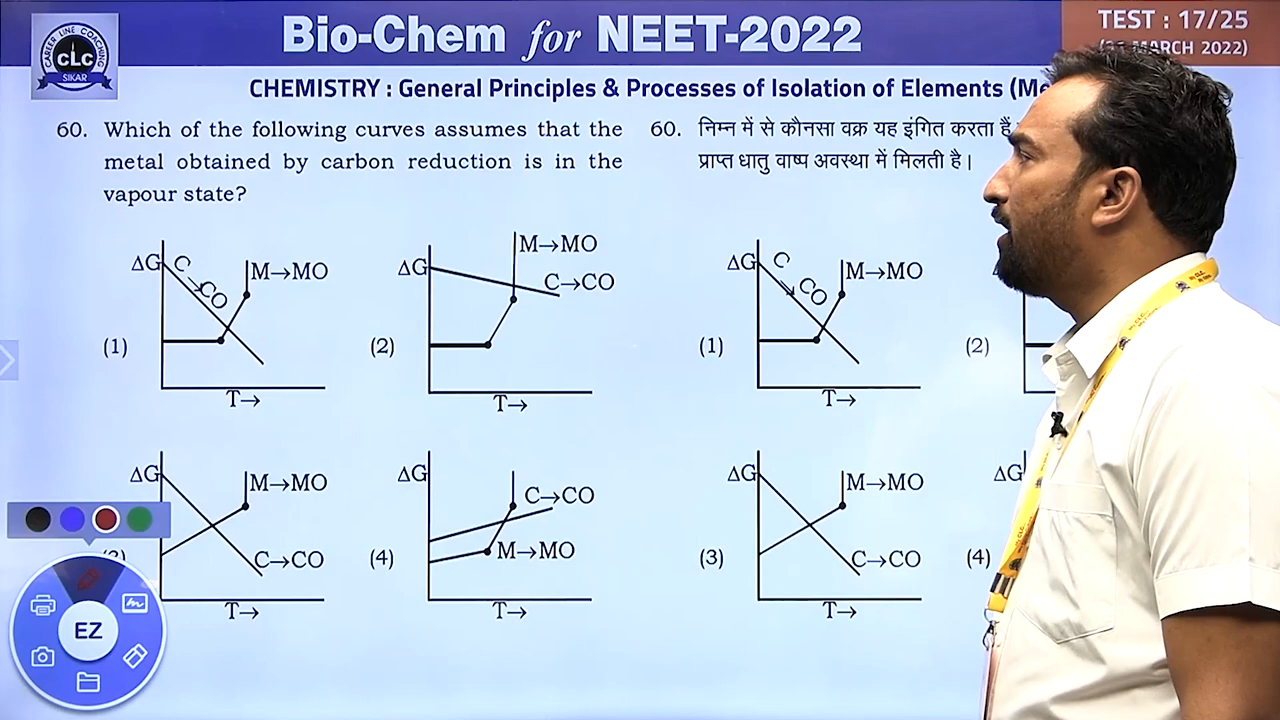 CAREER LINE COACHING
CLC
SIKAR
Bio-Chem for NEET-2022
TEST : 17/25
MARCH 2022)
CHEMISTRY : General Principles & Processes of Isolation of Elements (Me
60. Which of the following curves assumes that the
metal obtained by carbon reduction is in the
vapour state?
ΔG C→CO M→MO
(1)
T→
ΔG M→MO
C→CO
(2)
T→
ΔG M→MO
C→CO
T→
ΔG C→CO
(4) M→MO
T→
60. निम्न में से कौनसा वक्र यह इंगित करता है
प्राप्त धातु वाष्प अवस्था में मिलती है।
ΔG C→CO M→MO
(1)
T→
(2)
ΔG M→MO
(3) C→CO
T→
ΔG
(4)
EZ